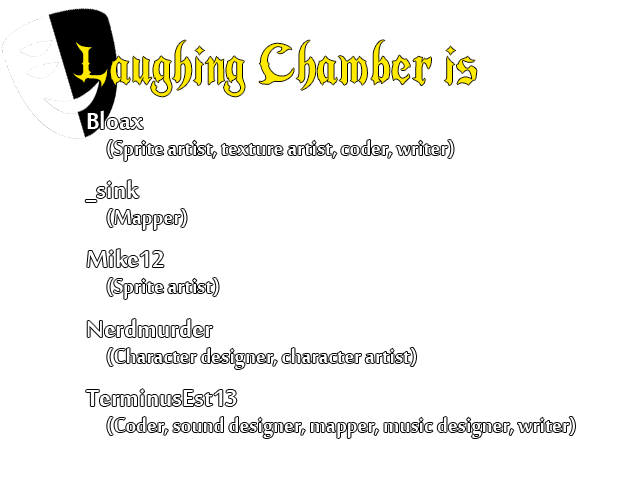 Laughing Chamber is
Bloax
(Sprite artist, texture artist, coder, writer)
_sink
(Mapper)
Mike12
(Sprite artist)
Nerdmurder
(Character designer, character artist)
TerminusEst13
(Coder, sound designer, mapper, music designer, writer)